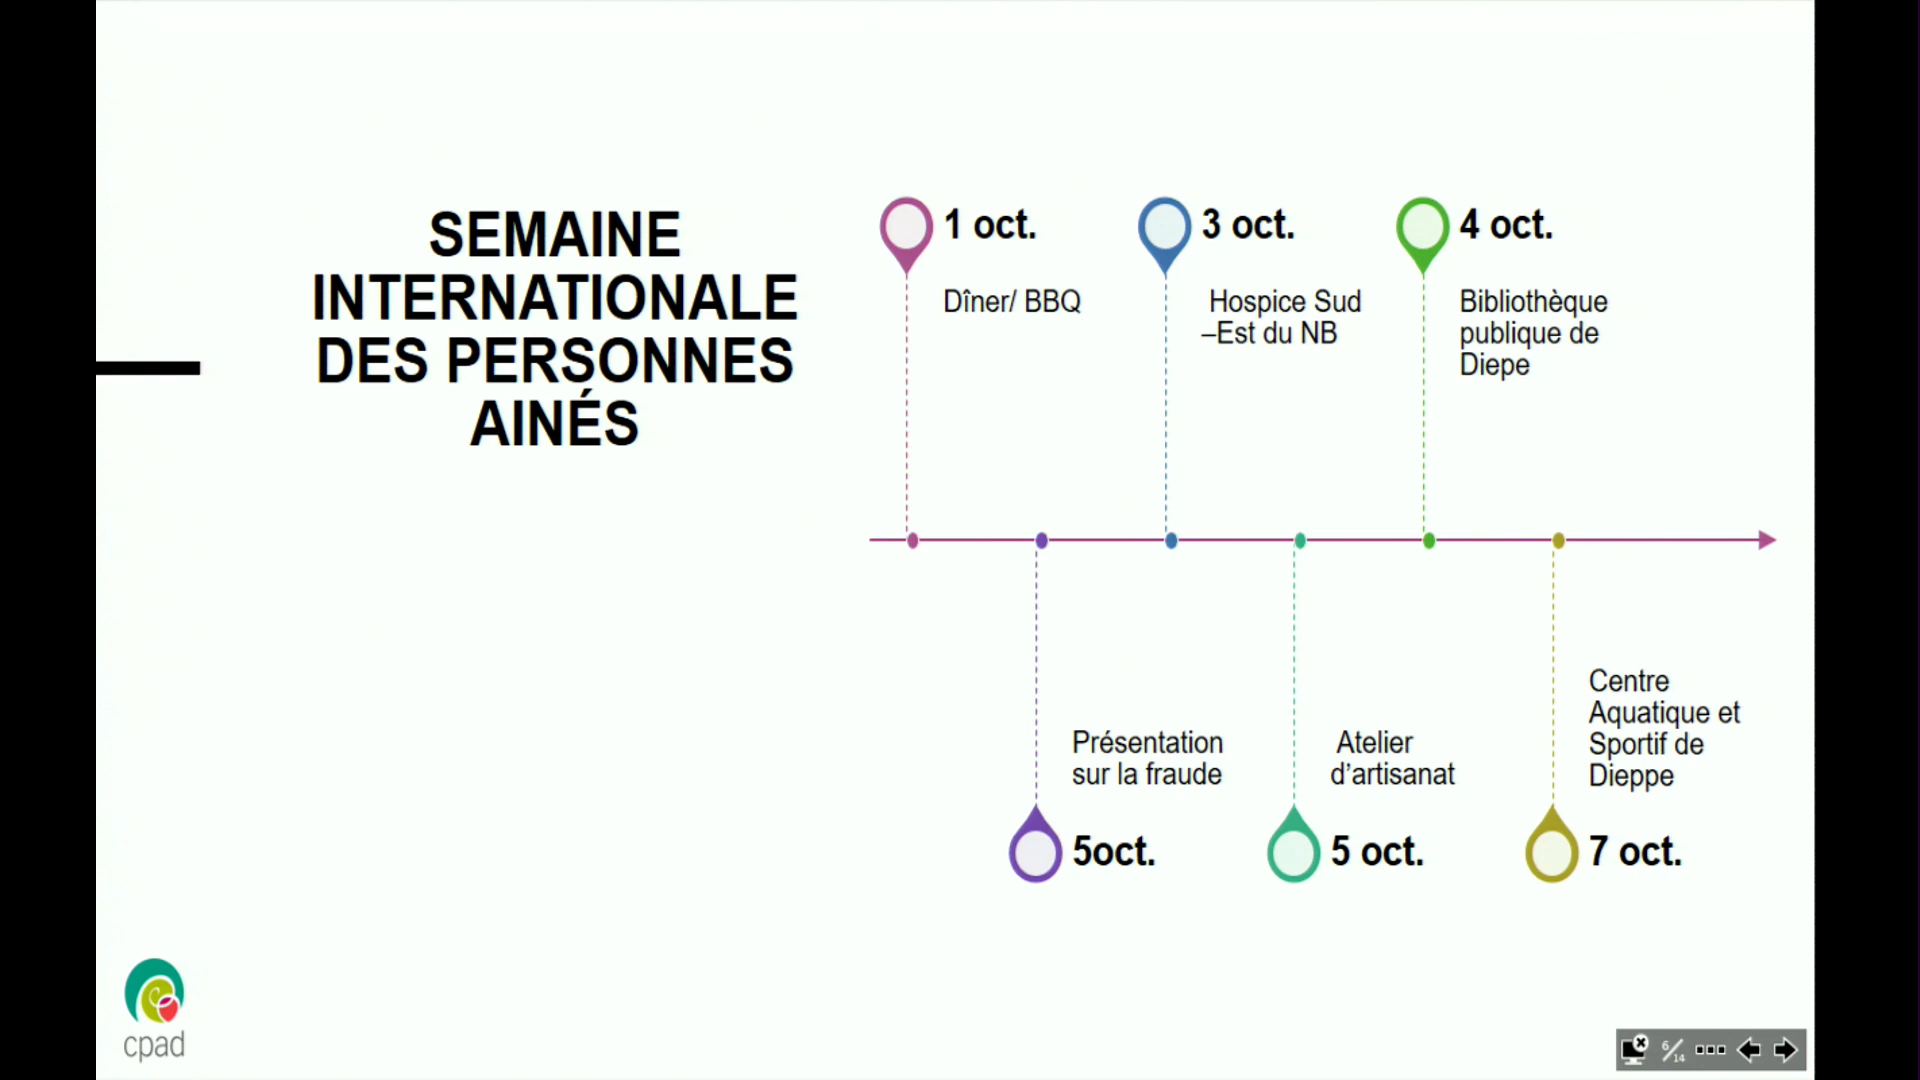 SEMAINE
INTERNATIONALE
DES PERSONNES
AINÉS
1 oct.
Dîner/ BBQ
3 oct.
Hospice Sud
–Est du NB
4 oct.
Bibliothèque
publique de
Diepe
Présentation
sur la fraude
5oct.
Atelier
d’artisanat
5 oct.
Centre
Aquatique et
Sportif de
Dieppe
7 oct.
cpad
6/14